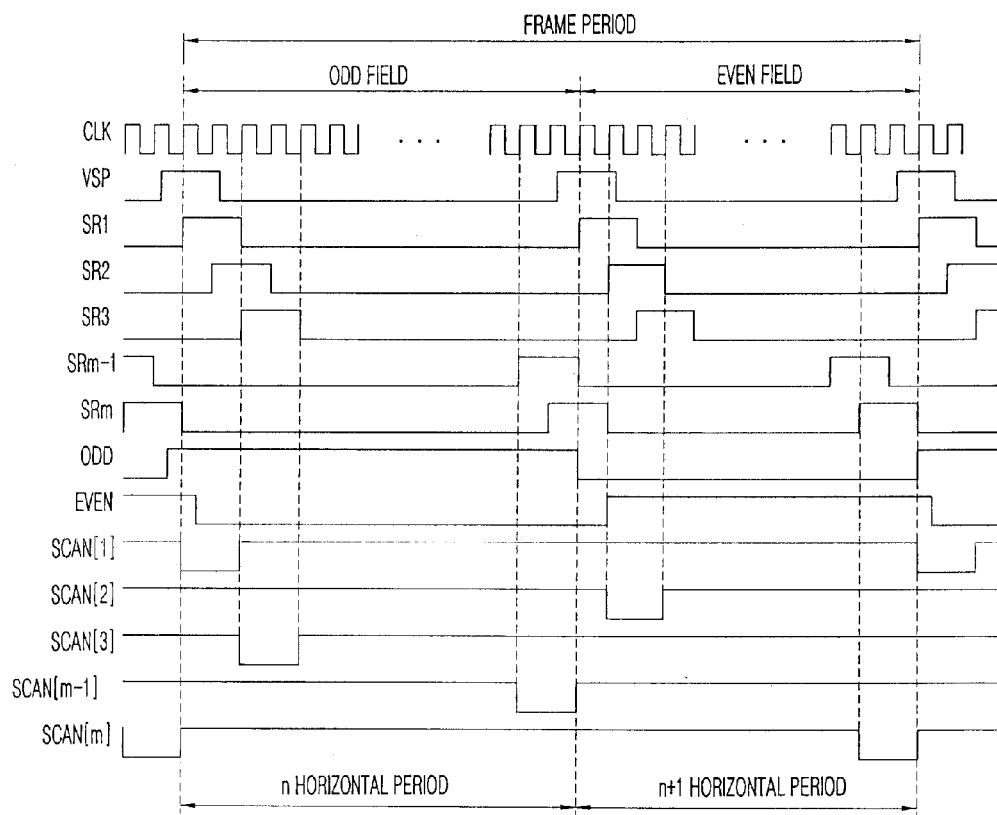 FRAME PERIOD
ODD FIELD
EVEN FIELD
CLK
. . .
. . .
VSP
SR1
SR2
SR3
SRm-1
SRm
ODD
EVEN
SCAN[1]
SCAN[2]
SCAN[3]
SCAN[m-1]
SCAN[m]
n HORIZONTAL PERIOD
n+1 HORIZONTAL PERIOD